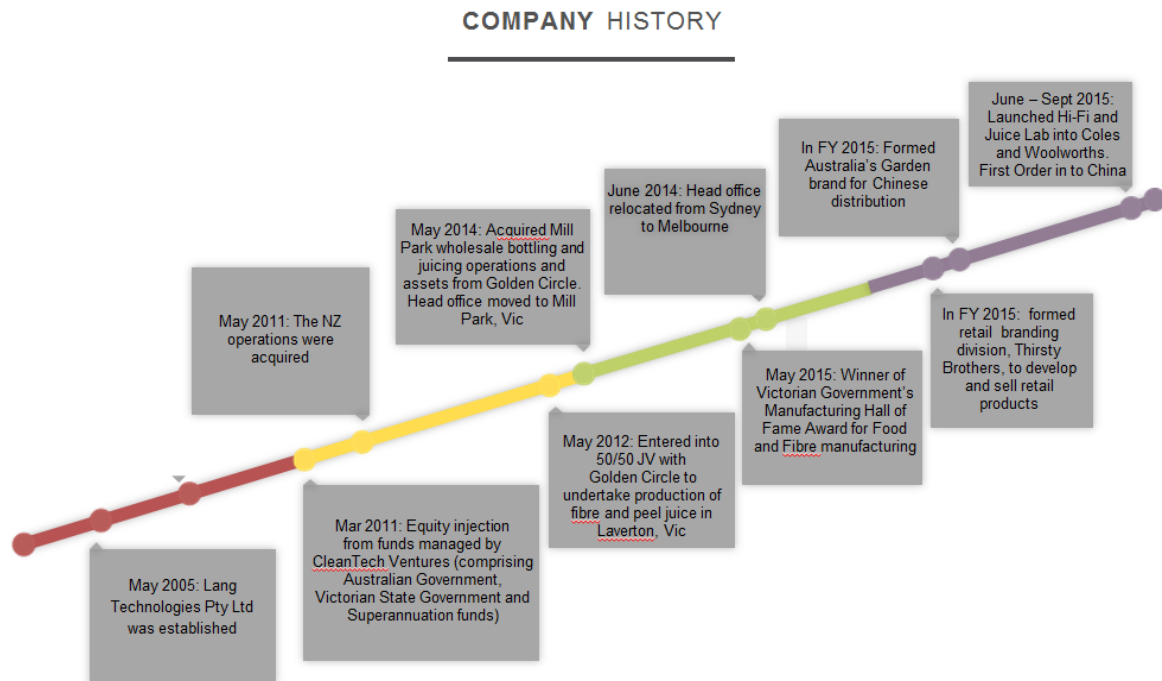 COMPANY HISTORY
May 2005: Lang
Technologies Pty Ltd
was established
Mar 2011: Equity injection
from funds managed by
CleanTech Ventures (comprising
Australian Government,
Victorian State Government and
Superannuation funds)
May 2011: The NZ
operations were
acquired
May 2012: Entered into
50/50 JV with
Golden Circle to
undertake production of
fibre and peel juice in
Laverton, Vic
May 2014: Acquired Mill
Park wholesale bottling and
juicing operations and
assets from Golden Circle.
Head office moved to Mill
Park, Vic
June 2014: Head office
relocated from Sydney
to Melbourne
May 2015: Winner of
Victorian Government's
Manufacturing Hall of
Fame Award for Food
and Fibre manufacturing
In FY 2015: Formed
Australia's Garden
brand for Chinese
distribution
In FY 2015: formed
retail branding
division, Thirsty
Brothers, to develop
and sell retail
products
June – Sept 2015:
Launched Hi-Fi and
Juice Lab into Coles
and Woolworths.
First Order in to China